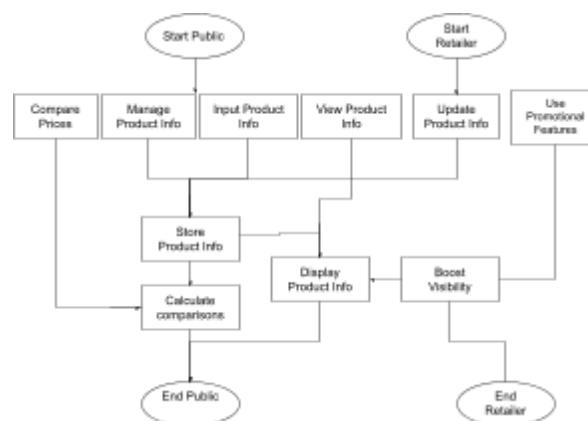 Start Public
Start
Retailer
Compare
Prices
Manage
Product Info
Input Product
Info
View Product
Info
Update
Product Info
Use
Promotional
Features
Store
Product Info
Display
Product Info
Boost
Visibility
Calculate
comparisons
End Public
End
Retailer